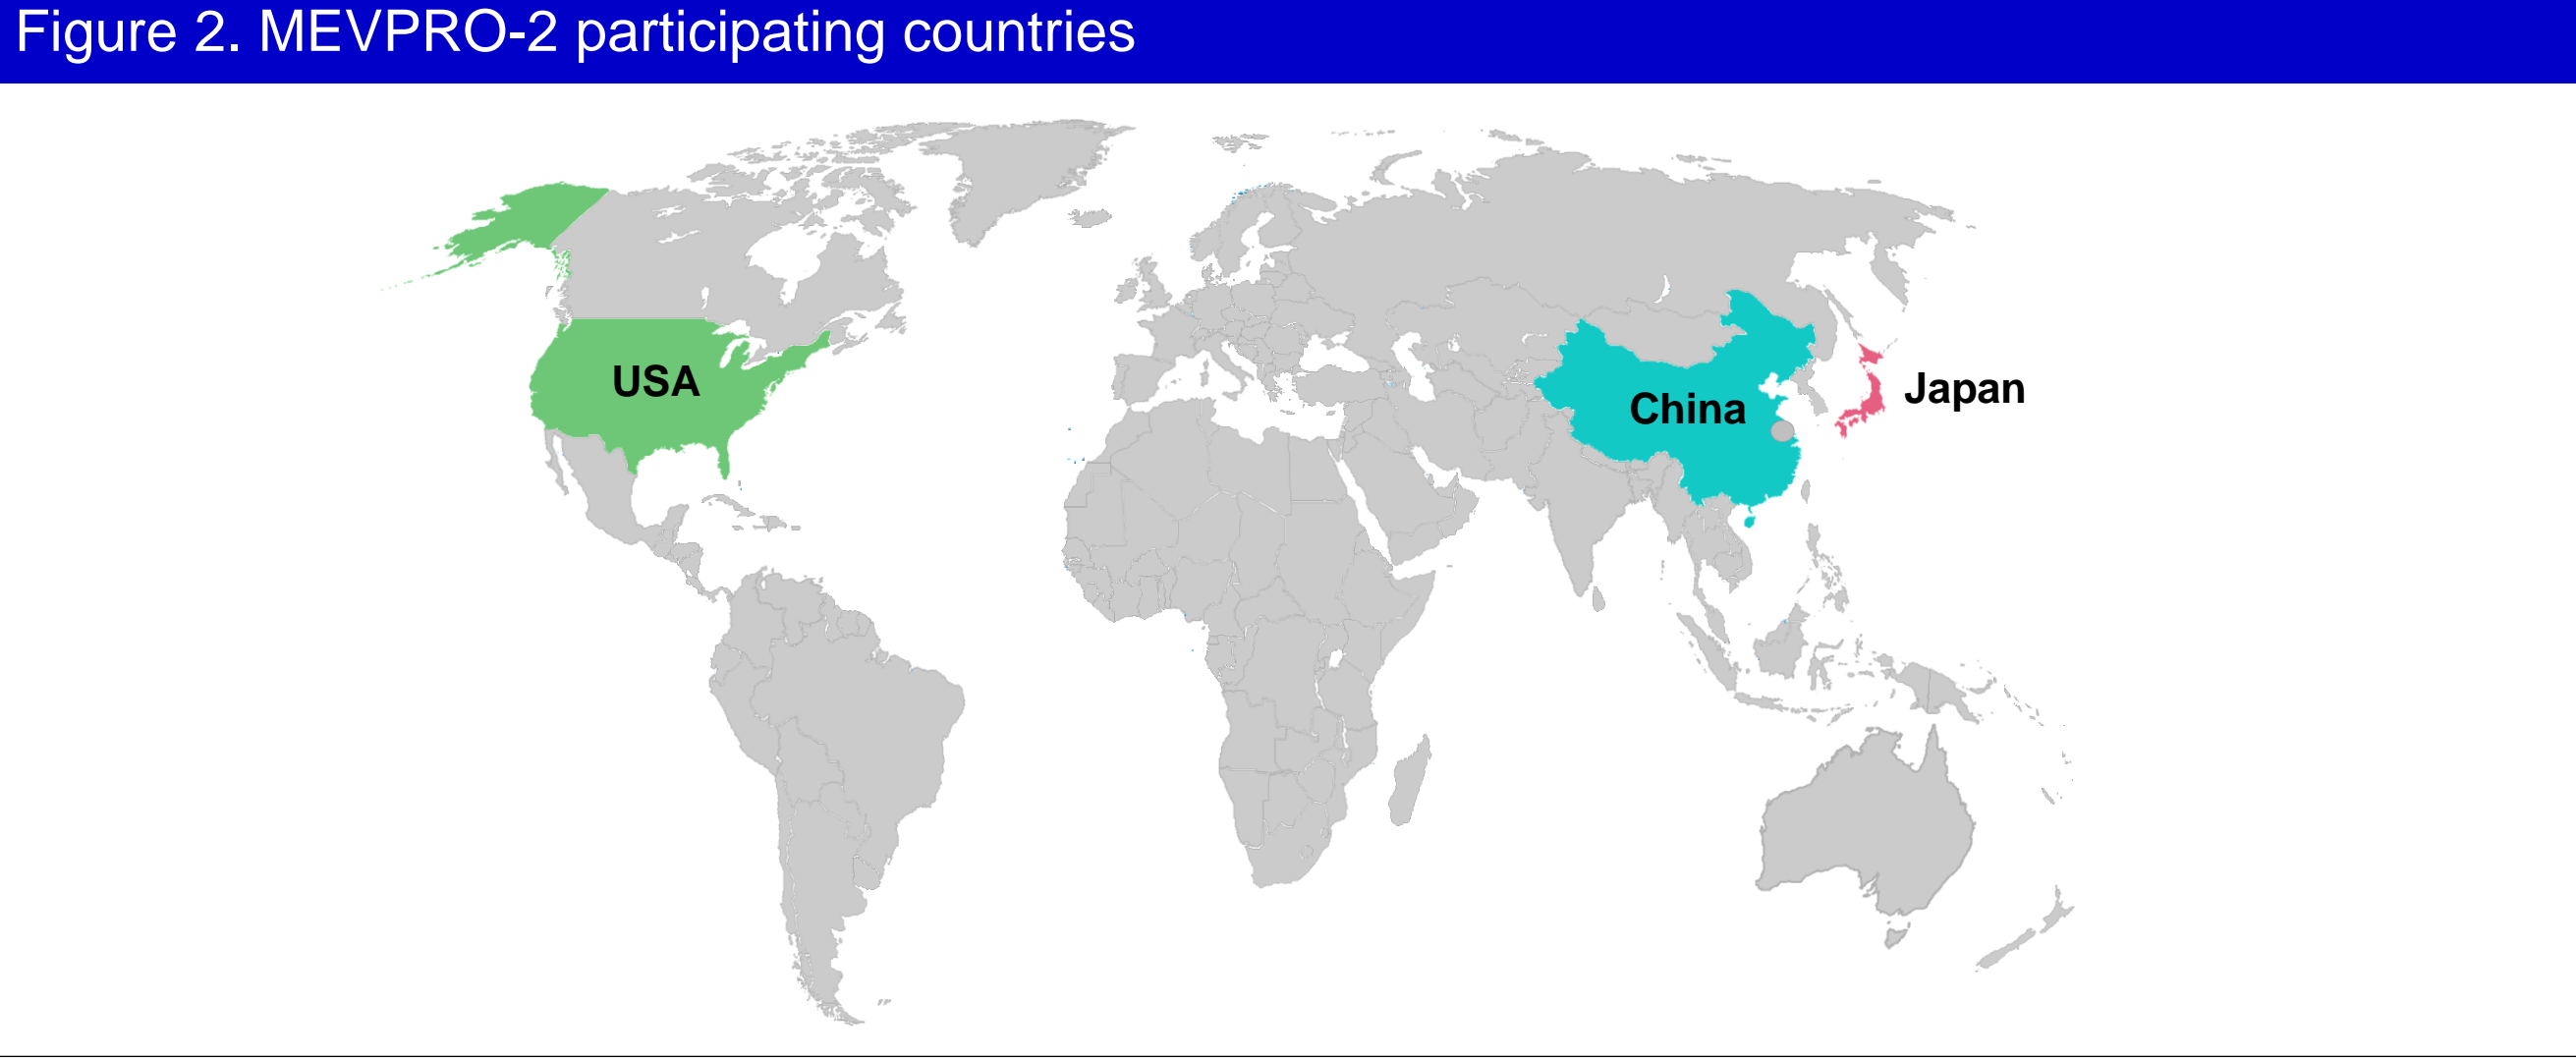 Figure 2. MEVPRO-2 participating countries
USA
China
Japan